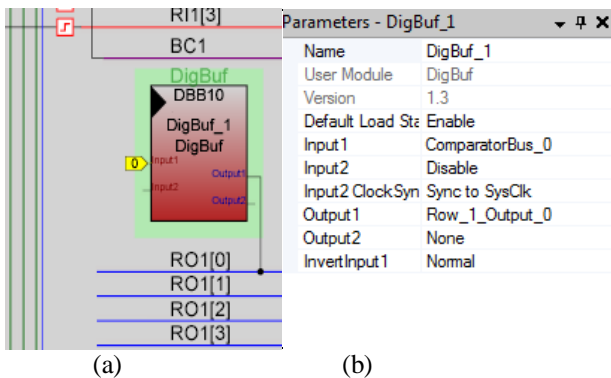 RI1[3]
BC1
DigBuf
DBB10
DigBuf_1
DigBuf
0
Input1
Output1
Input2
Output2
RO1[0]
RO1[1]
RO1[2]
RO1[3]
(a)
Parameters - DigBuf_1
Name DigBuf_1
User Module DigBuf
Version 1.3
Default Load Sta Enable
Input1 ComparatorBus_0
Input2 Disable
Input2 ClockSyn Sync to SysClk
Output1 Row_1_Output_0
Output2 None
InvertInput1 Normal
(b)